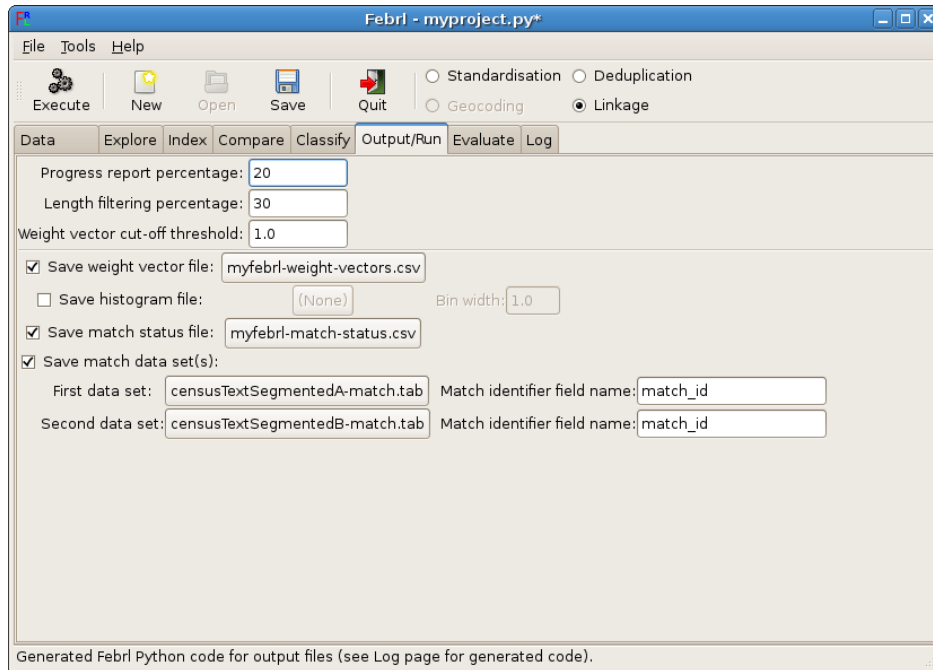 Febrl - myproject.py*
File Tools Help
Execute New Open Save Quit Standardisation Deduplication
Geocoding Linkage
Data Explore Index Compare Classify Output/Run Evaluate Log
Progress report percentage: 20
Length filtering percentage: 30
Weight vector cut-off threshold: 1.0
Save weight vector file: myfebrl-weight-vectors.csv
Save histogram file: (None) Bin width: 1.0
Save match status file: myfebrl-match-status.csv
Save match data set(s):
First data set: censusTextSegmentedA-match.tab Match identifier field name: match_id
Second data set: censusTextSegmentedB-match.tab Match identifier field name: match_id
Generated Febrl Python code for output files (see Log page for generated code).